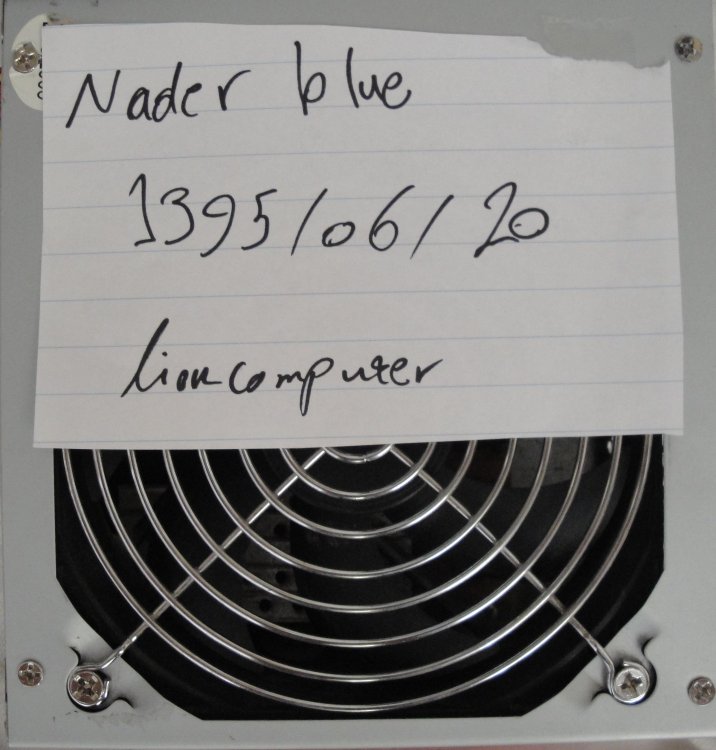 Nader blue
1395/06/20
lioncomputer